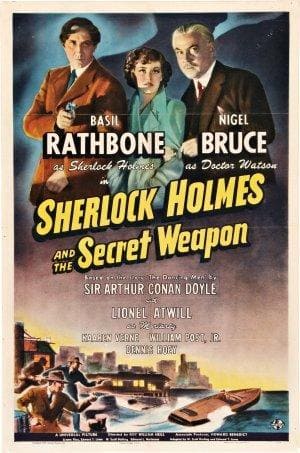 BASIL
RATHBONE
as Sherlock Holmes
NIGEL
BRUCE
as Doctor Watson
in
SHERLOCK HOLMES
AND THE Secret Weapon
Based on the story "The Dancing Men" by
SIR ARTHUR CONAN DOYLE
with
LIONEL ATWILL
as Moriarty
KAAREN VERNE WILLIAM POST, JR.
DENNIS HOEY
A UNIVERSAL PICTURE
Directed by ROY WILLIAM NEILL
Associate Producer, HOWARD BENEDICT